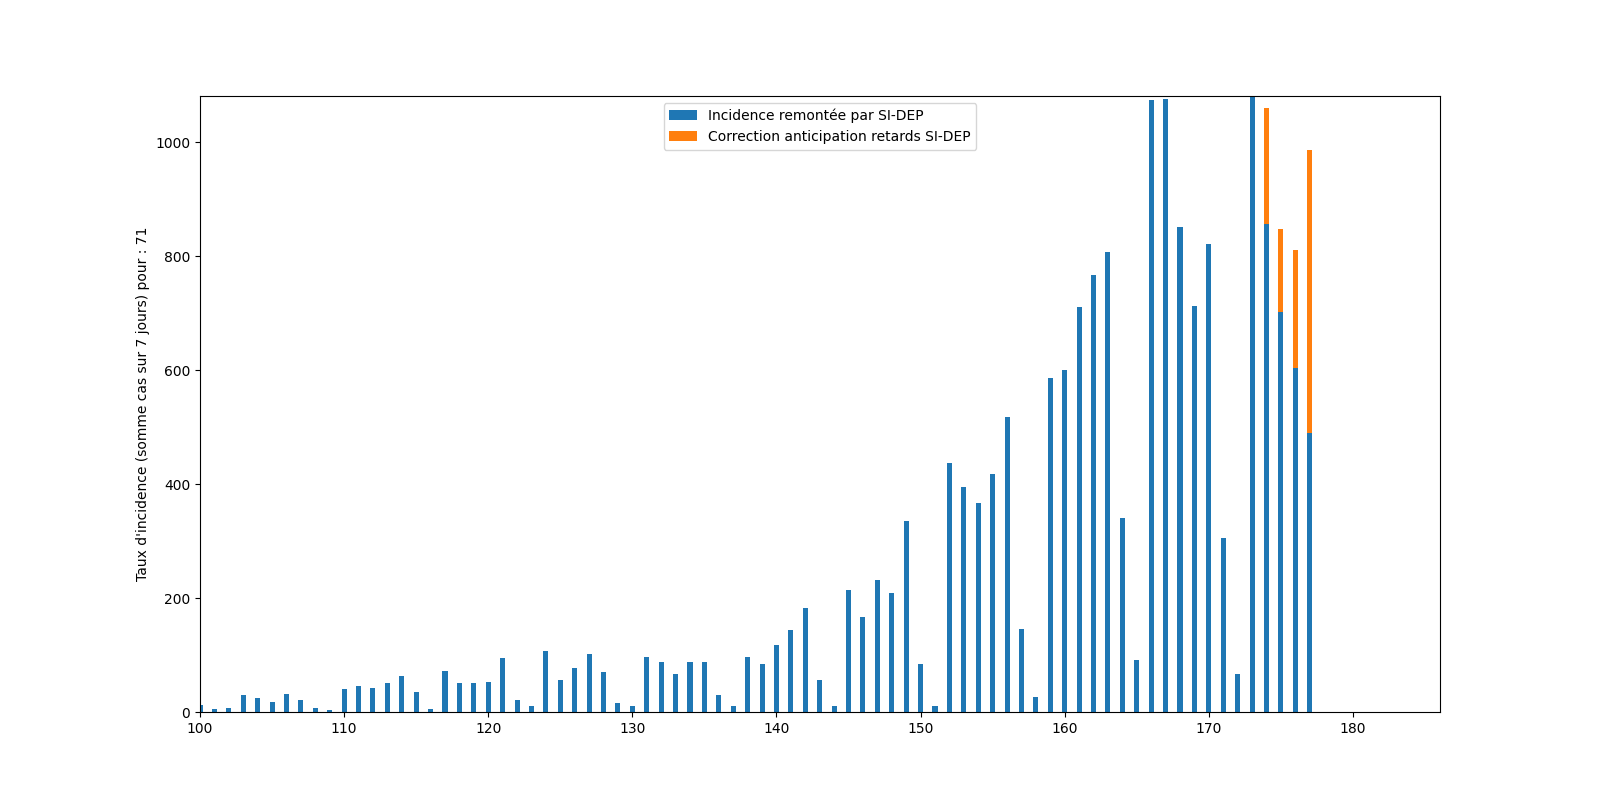 Incidence remontée par SI-DEP
Correction anticipation retards SI-DEP
Taux d'incidence (somme cas sur 7 jours) pour : 71
1000
800
600
400
200
0
100 110 120 130 140 150 160 170 180